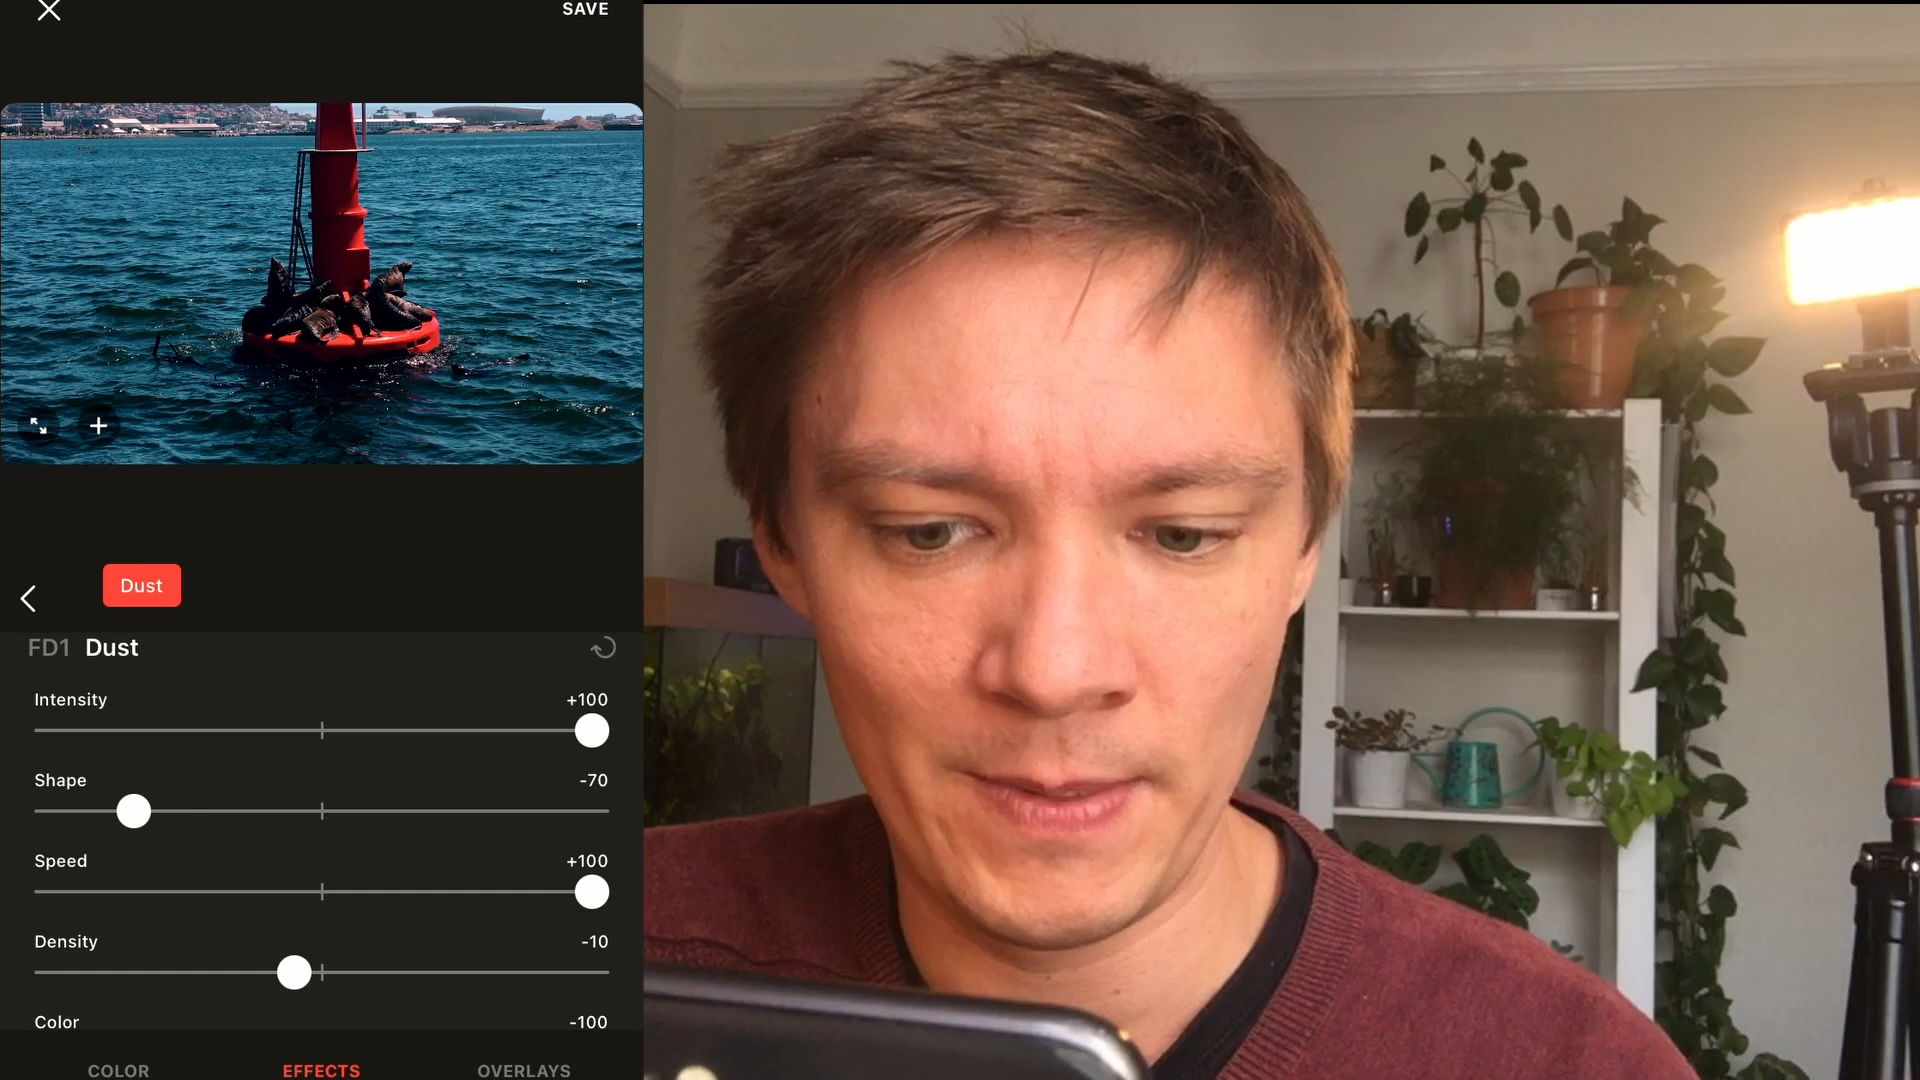 SAVE
Dust
FD1 Dust
Intensity +100
Shape -70
Speed +100
Density -10
Color -100
COLOR EFFECTS OVERLAYS